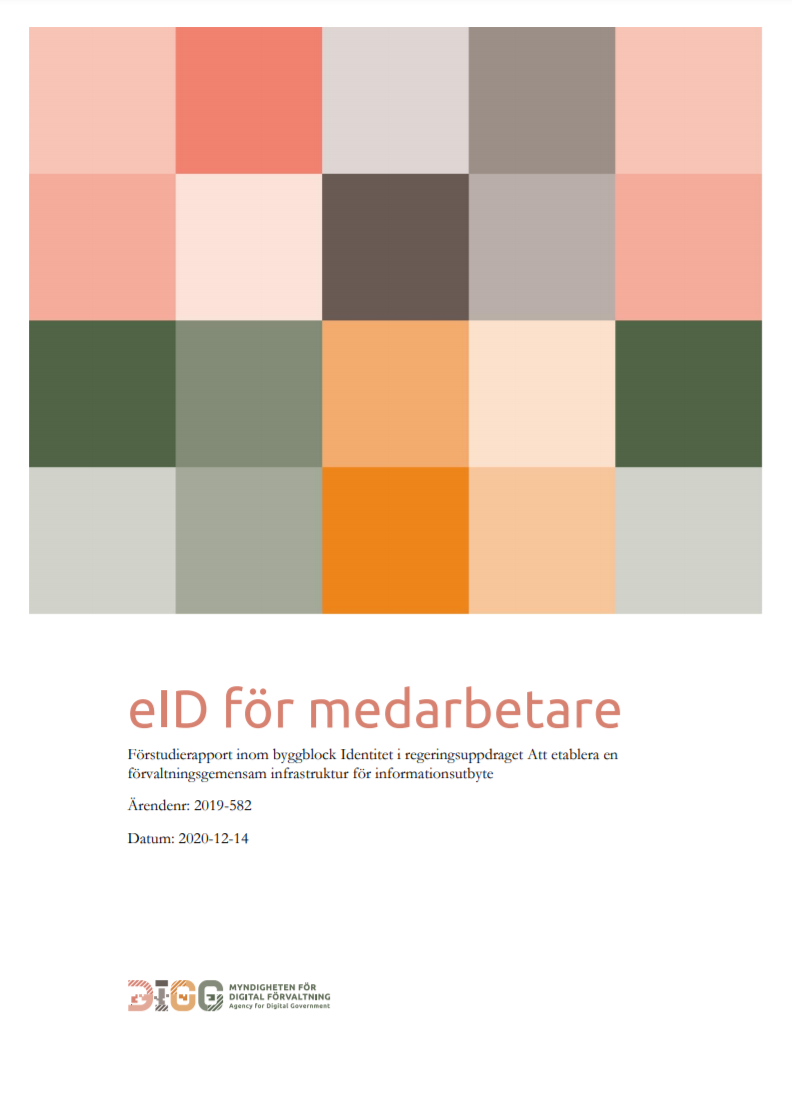 eID för medarbetare
Förstudierapport inom byggblock Identitet i regeringsuppdraget Att etablera en
förvaltningsgemensam infrastruktur för informationsutbyte
Ärendenr: 2019-582
Datum: 2020-12-14
DIGG
MYNDIGHETEN FÖR
DIGITAL FÖRVALTNING
Agency for Digital Government